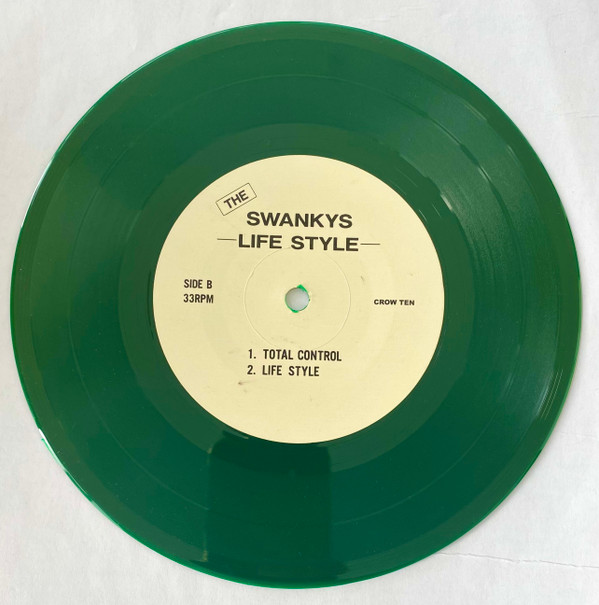 THE
SWANKYS
—LIFE STYLE—
SIDE B
33RPM
CROW TEN
1. TOTAL CONTROL
2. LIFE STYLE